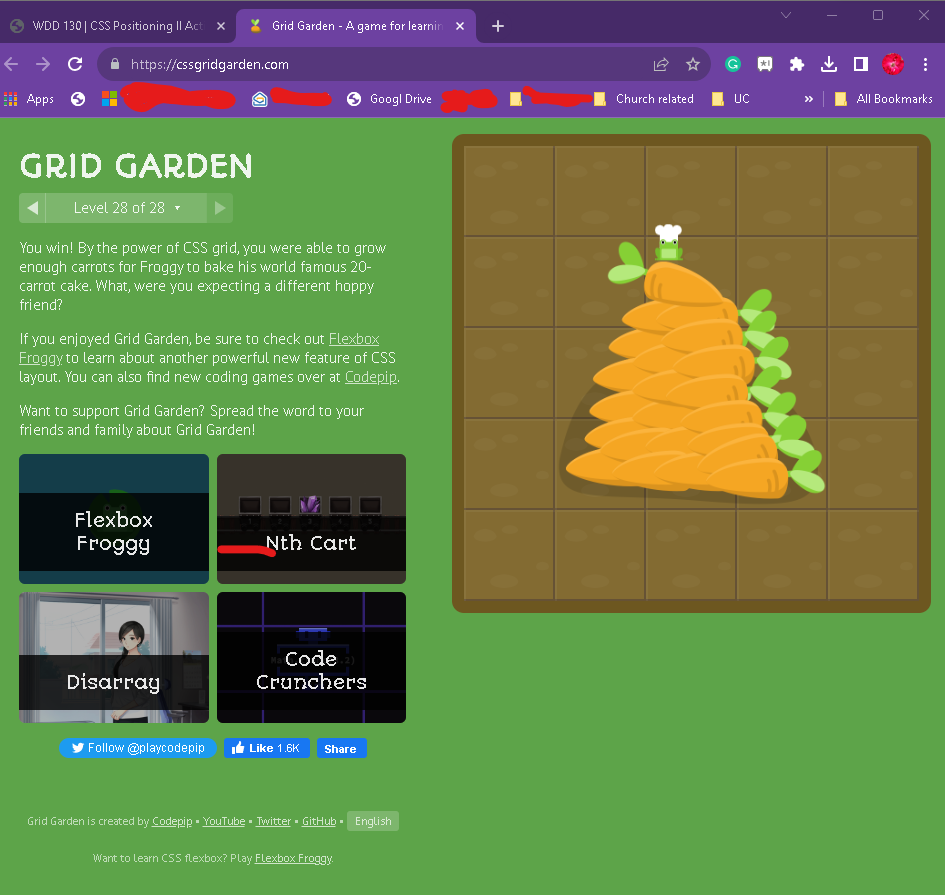 WDD 130 | CSS Positioning II Act
Grid Garden - A game for learnin
https://cssgridgarden.com
Apps
Googl Drive
Church related
UC
»
All Bookmarks
GRID GARDEN
Level 28 of 28
You win! By the power of CSS grid, you were able to grow
enough carrots for Froggy to bake his world famous 20-
carrot cake. What, were you expecting a different hoppy
friend?
If you enjoyed Grid Garden, be sure to check out Flexbox
Froggy to learn about another powerful new feature of CSS
layout. You can also find new coding games over at Codepip.
Want to support Grid Garden? Spread the word to your
friends and family about Grid Garden!
Flexbox
Froggy
Nth Cart
Disarray
Code
Crunchers
Follow @playcodepip
Like 1.6K
Share
Grid Garden is created by Codepip • YouTube • Twitter • GitHub • English
Want to learn CSS flexbox? Play Flexbox Froggy.